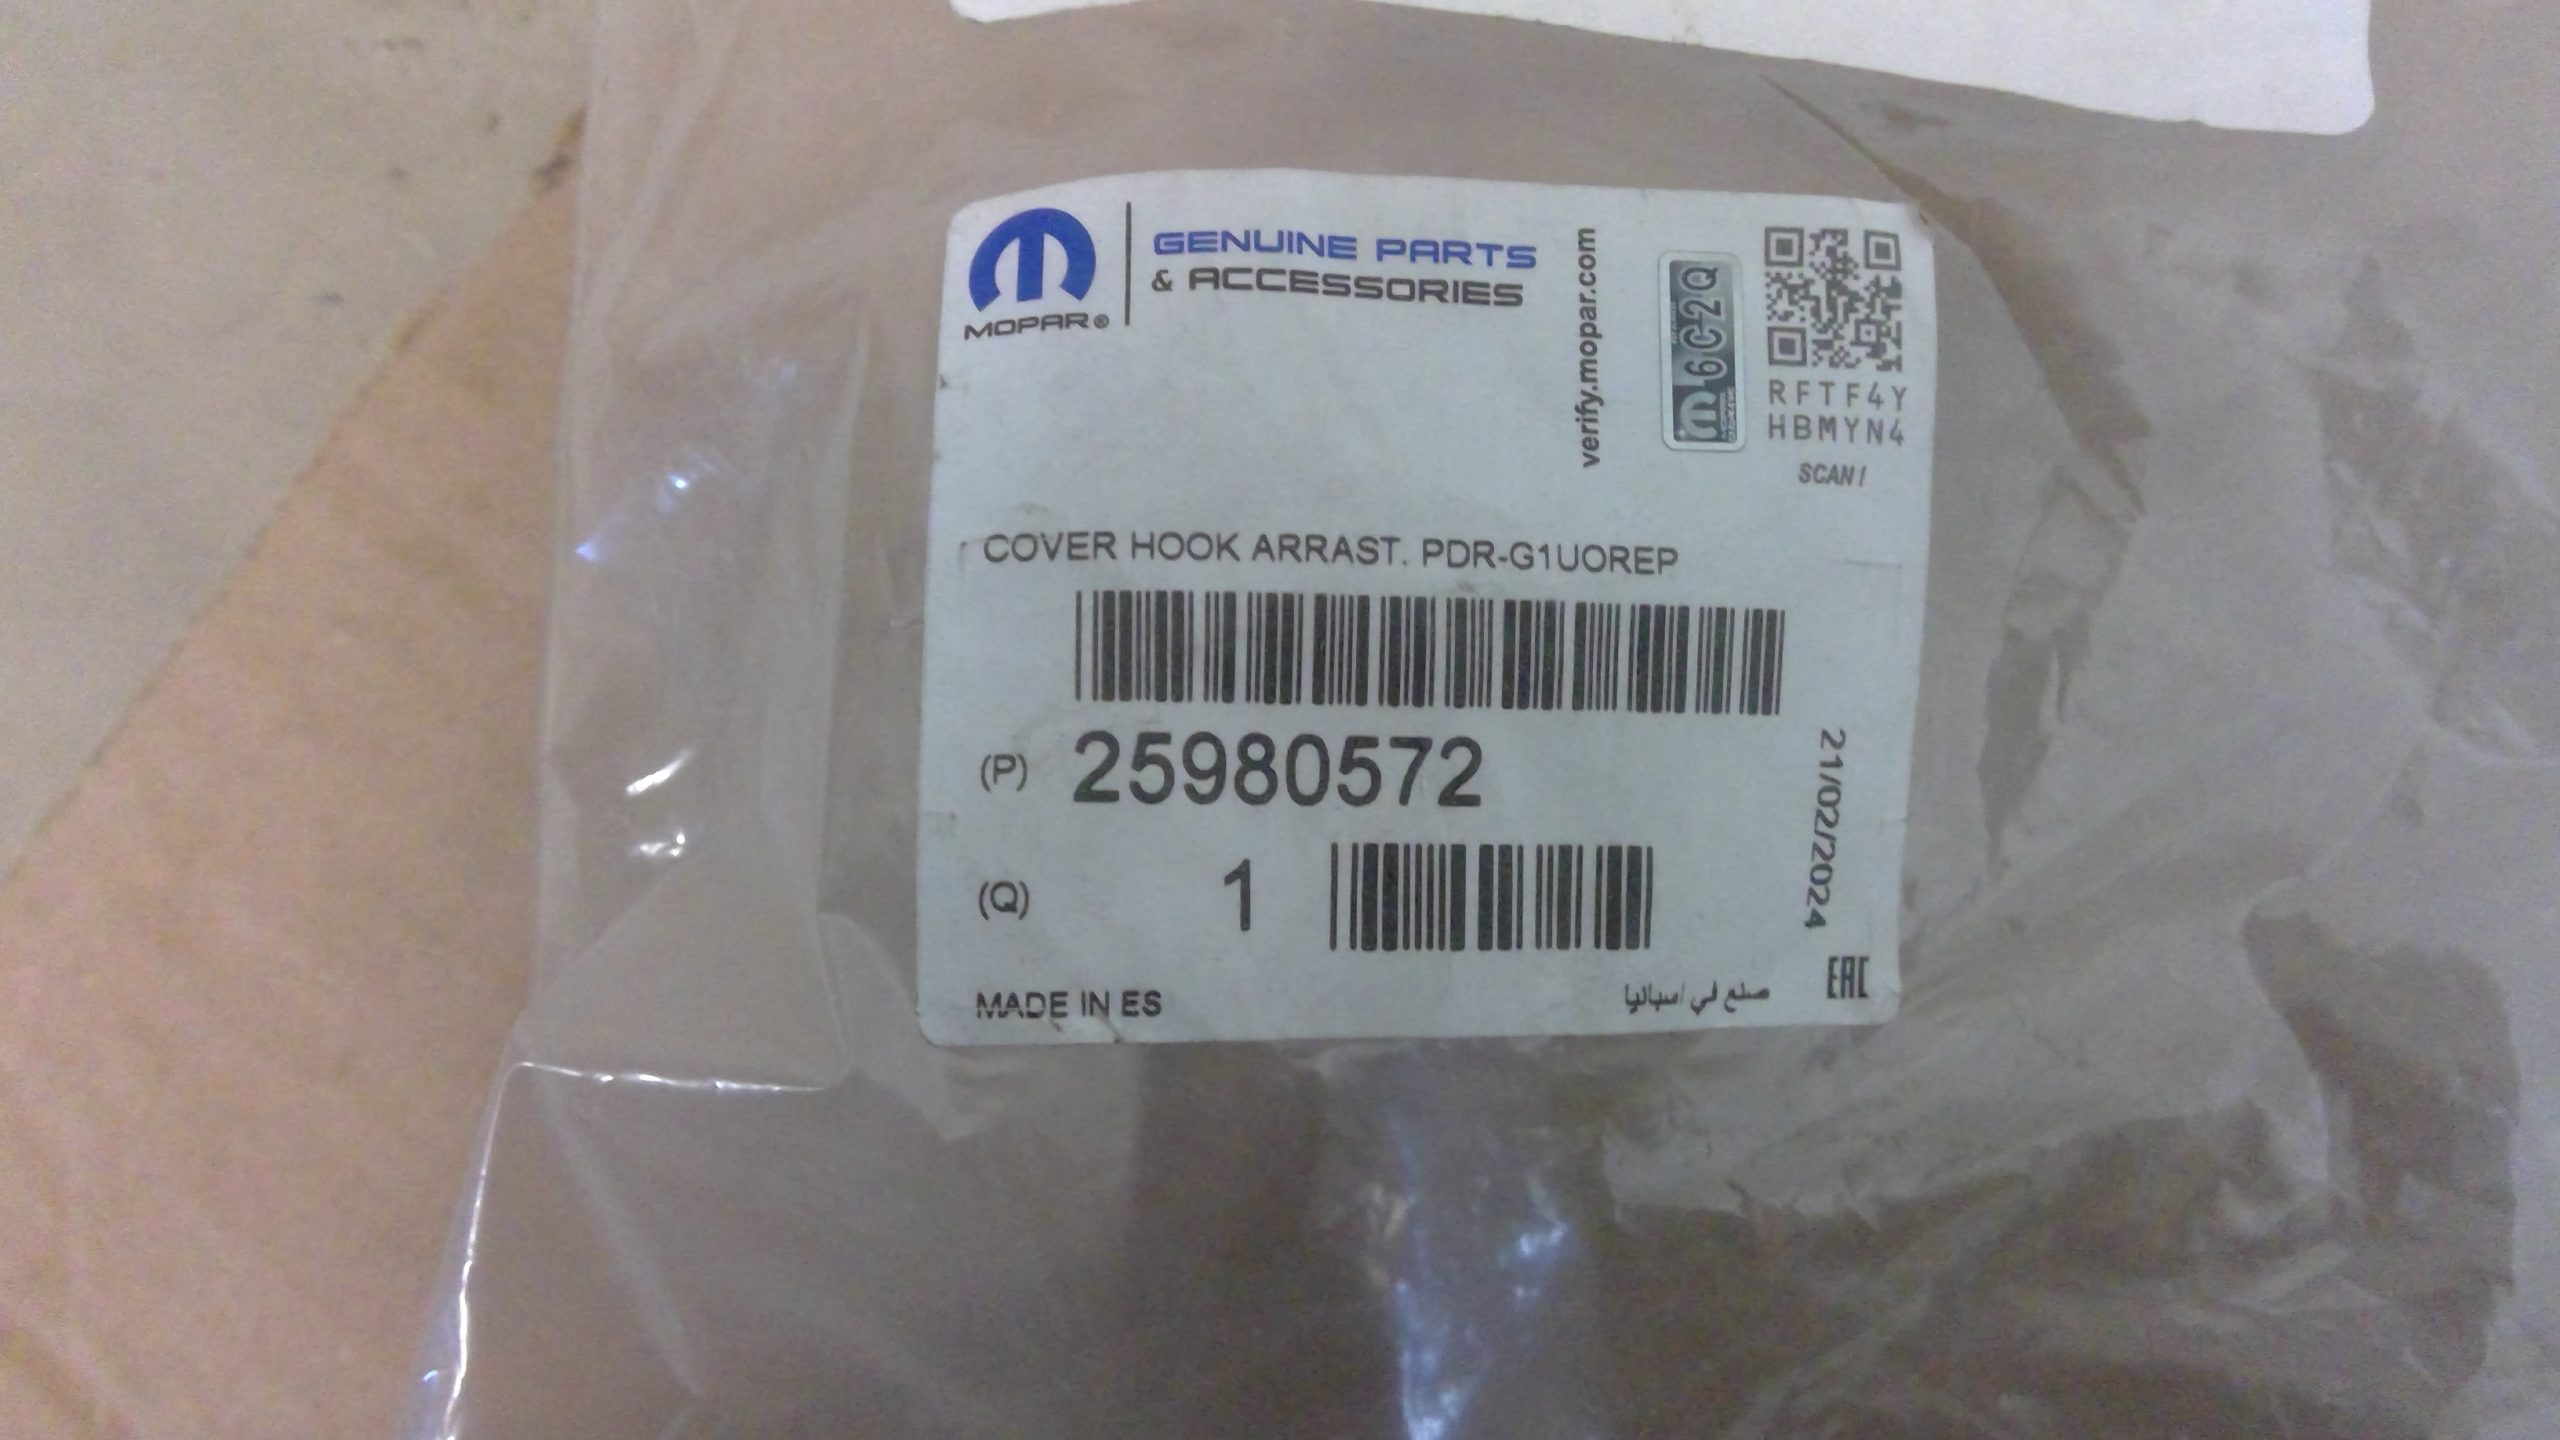 MOPAR®
GENUINE PARTS
& ACCESSORIES
verify.mopar.com
6C2Q
RFTF4Y
HBMYN4
SCAN!
COVER HOOK ARRAST. PDR-G1UOREP
(P) 25980572
(Q) 1
21/02/2024
MADE IN ES
صنع في اسبانيا
EAC